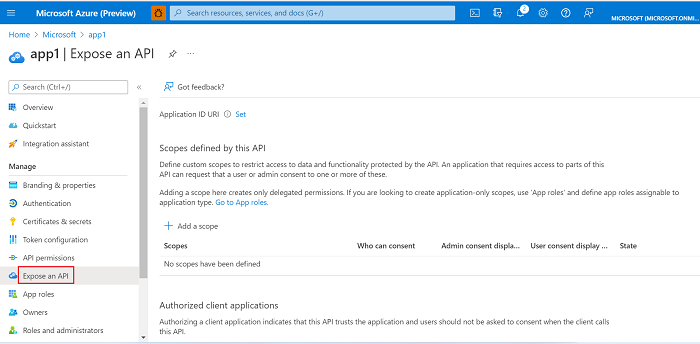 Microsoft Azure (Preview)
Search resources, services, and docs (G+/)
2
MICROSOFT (MICROSOFT.ONMI...
Home > Microsoft > app1
app1 | Expose an API
Search (Ctrl+/)
Overview
Quickstart
Integration assistant
Manage
Branding & properties
Authentication
Certificates & secrets
Token configuration
API permissions
Expose an API
App roles
Owners
Roles and administrators
Got feedback?
Application ID URI Set
Scopes defined by this API
Define custom scopes to restrict access to data and functionality protected by the API. An application that requires access to parts of this
API can request that a user or admin consent to one or more of these.
Adding a scope here creates only delegated permissions. If you are looking to create application-only scopes, use 'App roles' and define app roles assignable to
application type. Go to App roles.
Add a scope
Scopes Who can consent Admin consent displa... User consent display ... State
No scopes have been defined
Authorized client applications
Authorizing a client application indicates that this API trusts the application and users should not be asked to consent when the client calls
this API.